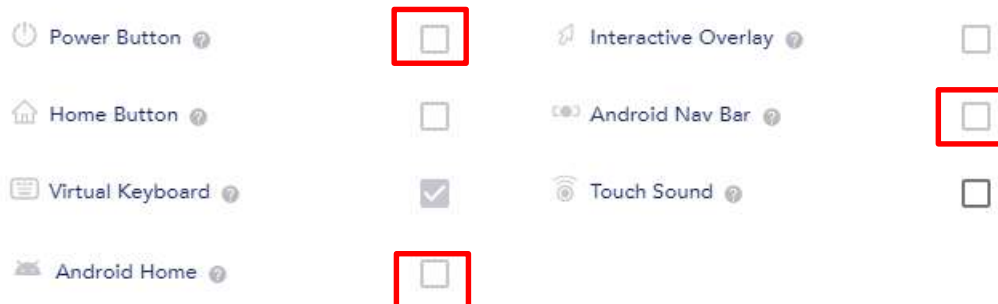 Power Button ?
Interactive Overlay ?
Home Button ?
Android Nav Bar ?
Virtual Keyboard ?
Touch Sound ?
Android Home ?